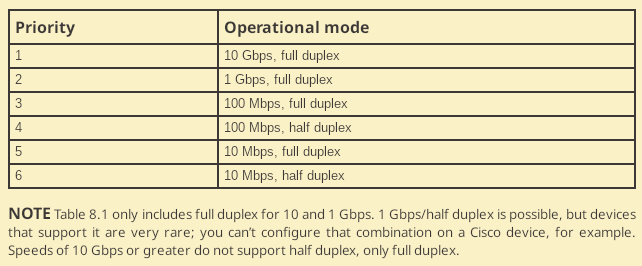 Priority Operational mode
1 10 Gbps, full duplex
2 1 Gbps, full duplex
3 100 Mbps, full duplex
4 100 Mbps, half duplex
5 10 Mbps, full duplex
6 10 Mbps, half duplex
NOTE Table 8.1 only includes full duplex for 10 and 1 Gbps. 1 Gbps/half duplex is possible, but devices
that support it are very rare; you can’t configure that combination on a Cisco device, for example.
Speeds of 10 Gbps or greater do not support half duplex, only full duplex.